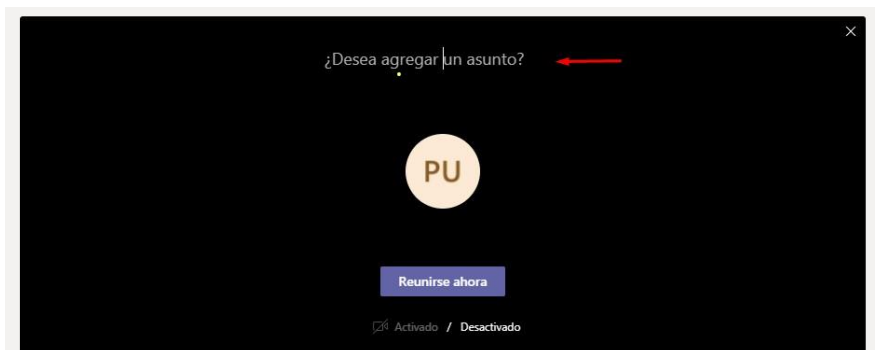 ¿Desea agregar un asunto?
PU
Reunirse ahora
Activado / Desactivado